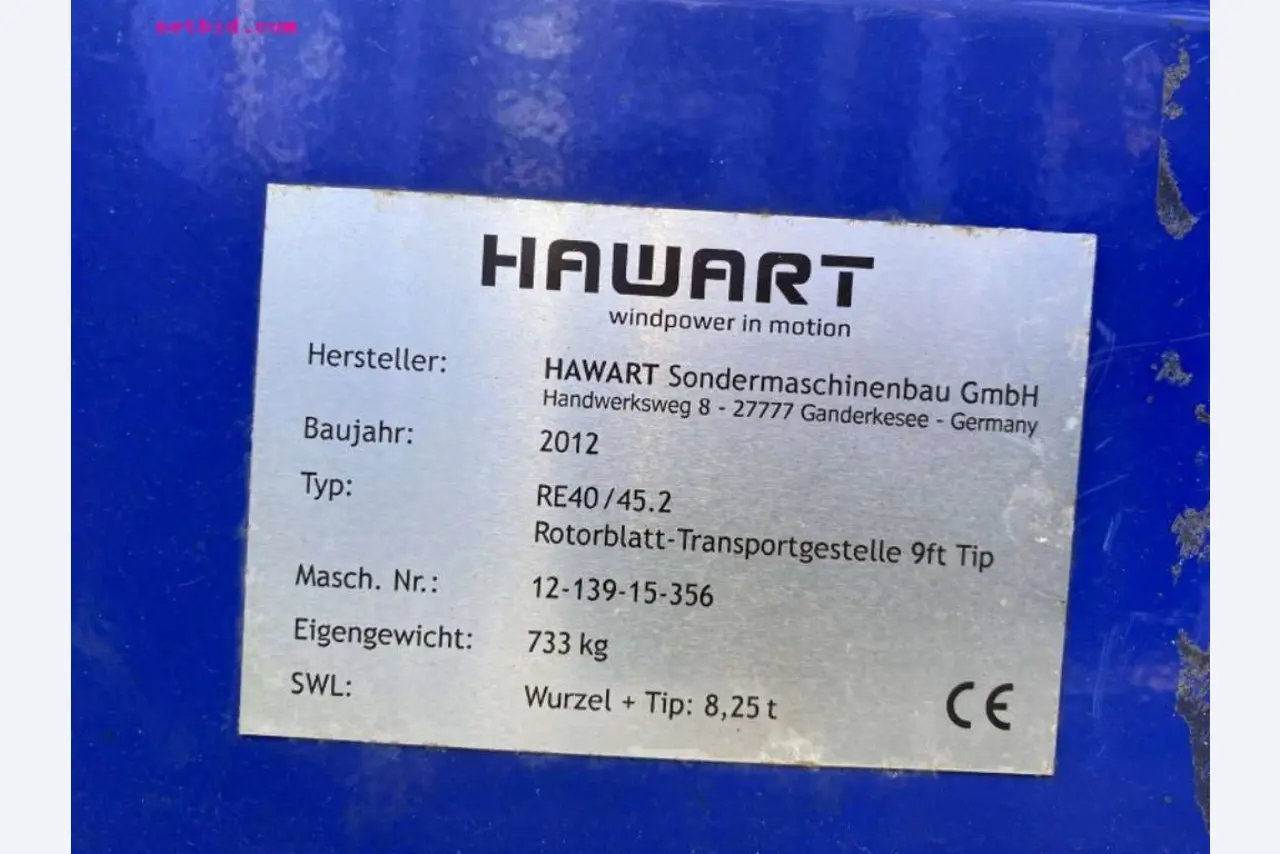 netbid.com
HAWART
windpower in motion
Hersteller: HAWART Sondermaschinenbau GmbH
Handwerksweg 8 - 27777 Ganderkesee - Germany
Baujahr: 2012
Typ: RE40/45.2
Rotorblatt-Transportgestelle 9ft Tip
Masch. Nr.: 12-139-15-356
Eigengewicht: 733 kg
SWL: Wurzel + Tip: 8,25 t
CE